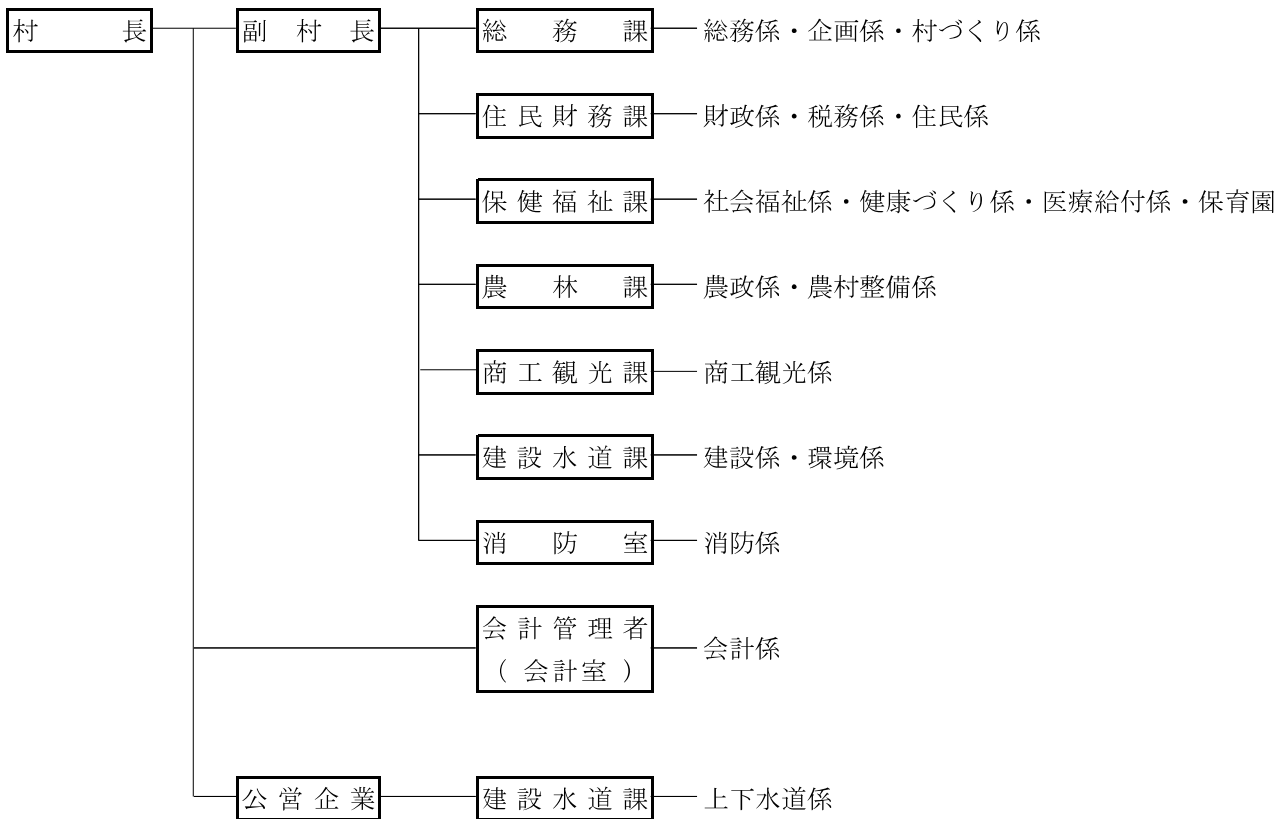 村長 副村長 総務課 総務係・企画係・村づくり係
住民財務課 財政係・税務係・住民係
保健福祉課 社会福祉係・健康づくり係・医療給付係・保育園
農林課 農政係・農村整備係
商工観光課 商工観光係
建設水道課 建設係・環境係
消防室 消防係
会計管理者
（会計室） 会計係
公営企業 建設水道課 上下水道係